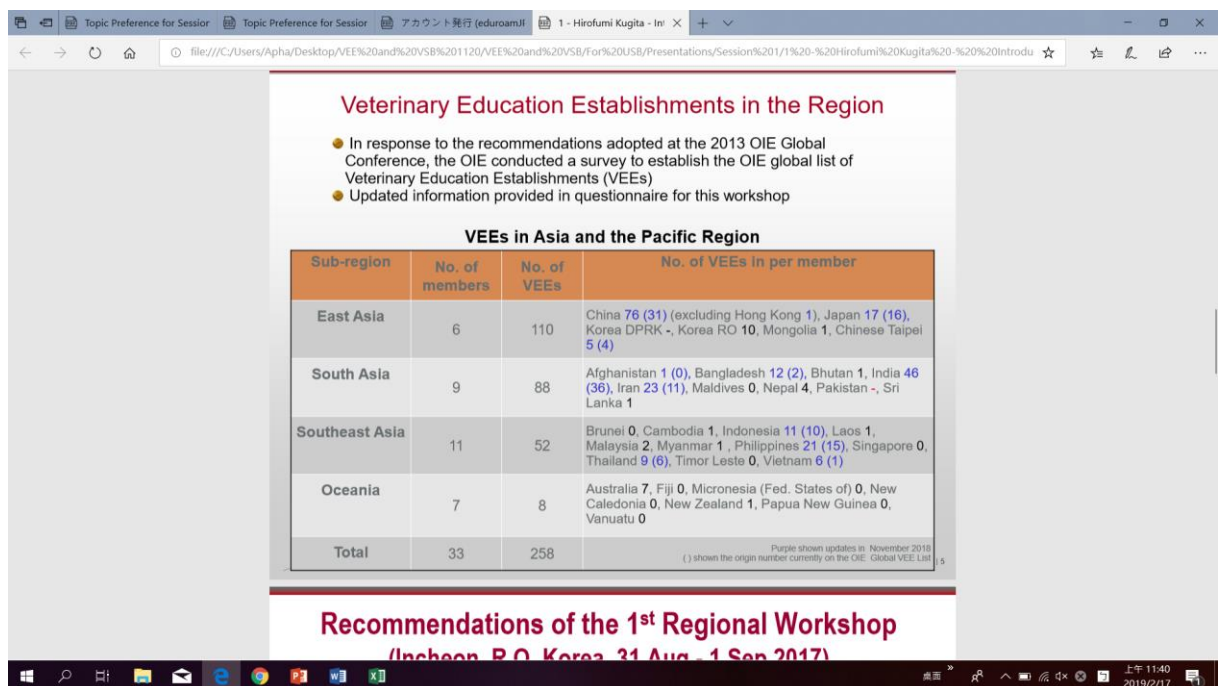 Topic Preference for Sessior
Topic Preference for Sessior
アカウント発行 (eduroamJI
1 - Hirofumi Kugita - Int
file:///C:/Users/Apha/Desktop/VEE%20and%20VSB%201120/VEE%20and%20VSB/For%20USB/Presentations/Session%201/1%20-%20Hirofumi%20Kugita%20-%20%20Introdu
Veterinary Education Establishments in the Region
In response to the recommendations adopted at the 2013 OIE Global
Conference, the OIE conducted a survey to establish the OIE global list of
Veterinary Education Establishments (VEEs)
Updated information provided in questionnaire for this workshop
VEEs in Asia and the Pacific Region
Sub-region No. of members No. of VEEs No. of VEEs in per member
East Asia 6 110
China 76 (31) (excluding Hong Kong 1), Japan 17 (16),
Korea DPRK -, Korea RO 10, Mongolia 1, Chinese Taipei
5 (4)
South Asia 9 88
Afghanistan 1 (0), Bangladesh 12 (2), Bhutan 1, India 46
(36), Iran 23 (11), Maldives 0, Nepal 4, Pakistan -, Sri
Lanka 1
Southeast Asia 11 52
Brunei 0, Cambodia 1, Indonesia 11 (10), Laos 1,
Malaysia 2, Myanmar 1 , Philippines 21 (15), Singapore 0,
Thailand 9 (6), Timor Leste 0, Vietnam 6 (1)
Oceania 7 8
Australia 7, Fiji 0, Micronesia (Fed. States of) 0, New
Caledonia 0, New Zealand 1, Papua New Guinea 0,
Vanuatu 0
Total 33 258
Purple shown updates in November 2018
( ) shown the origin number currently on the OIE Global VEE List
| 5
Recommendations of the 1st Regional Workshop
(Incheon, R.O. Korea, 31 Aug - 1 Sep 2017)
桌面
上午 11:40
2019/2/17